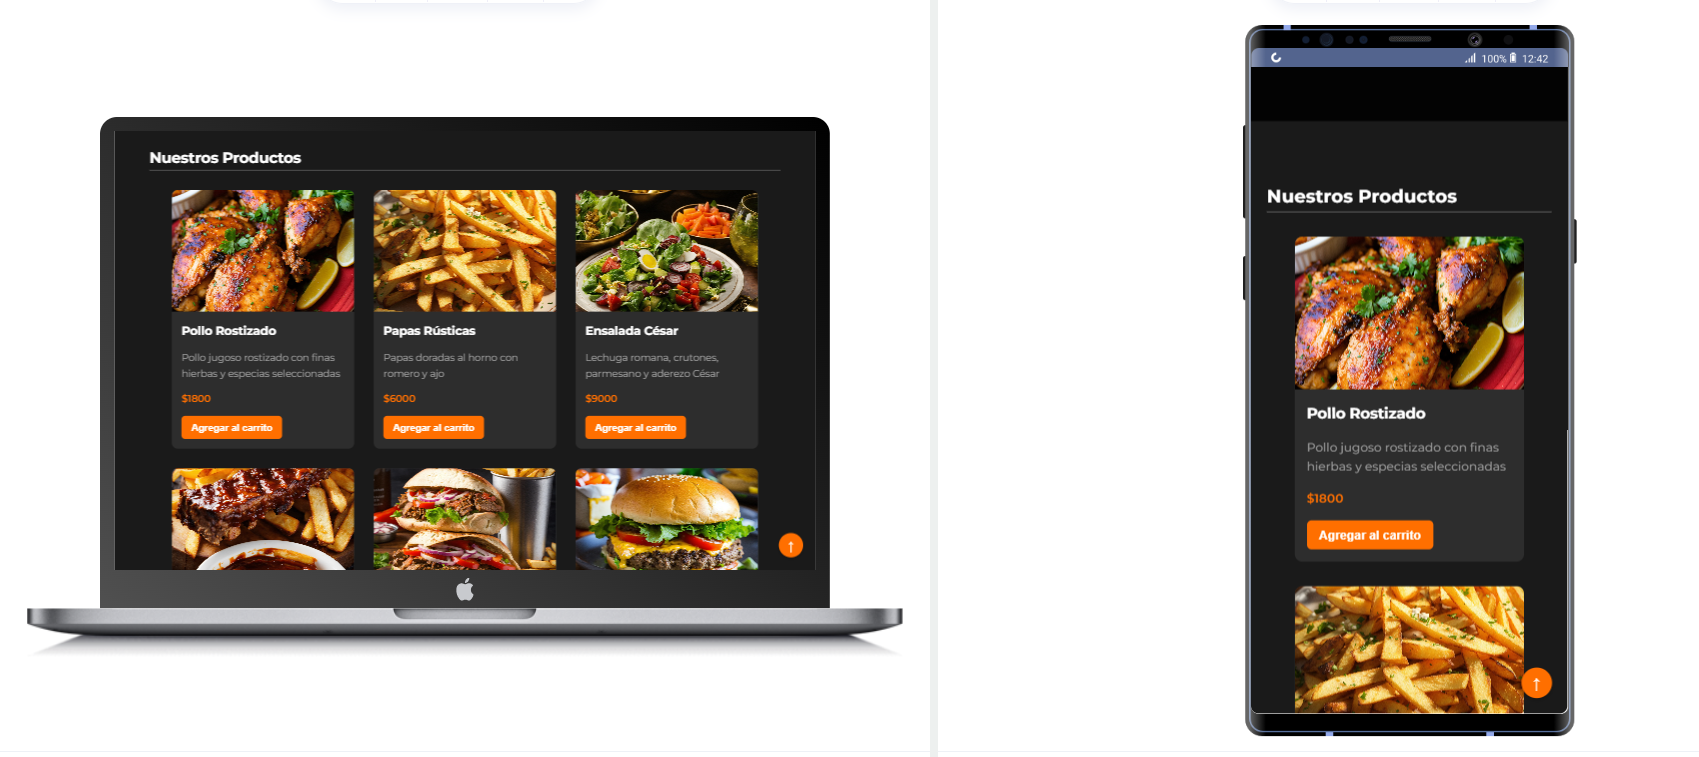 Nuestros Productos
Pollo Rostizado
Pollo jugoso rostizado con finas
hierbas y especias seleccionadas
$1800
Agregar al carrito
Papas Rústicas
Papas doradas al horno con
romero y ajo
$6000
Agregar al carrito
Ensalada César
Lechuga romana, crutones,
parmesano y aderezo César
$9000
Agregar al carrito
↑
100% 12:42
Nuestros Productos
Pollo Rostizado
Pollo jugoso rostizado con finas
hierbas y especias seleccionadas
$1800
Agregar al carrito
↑